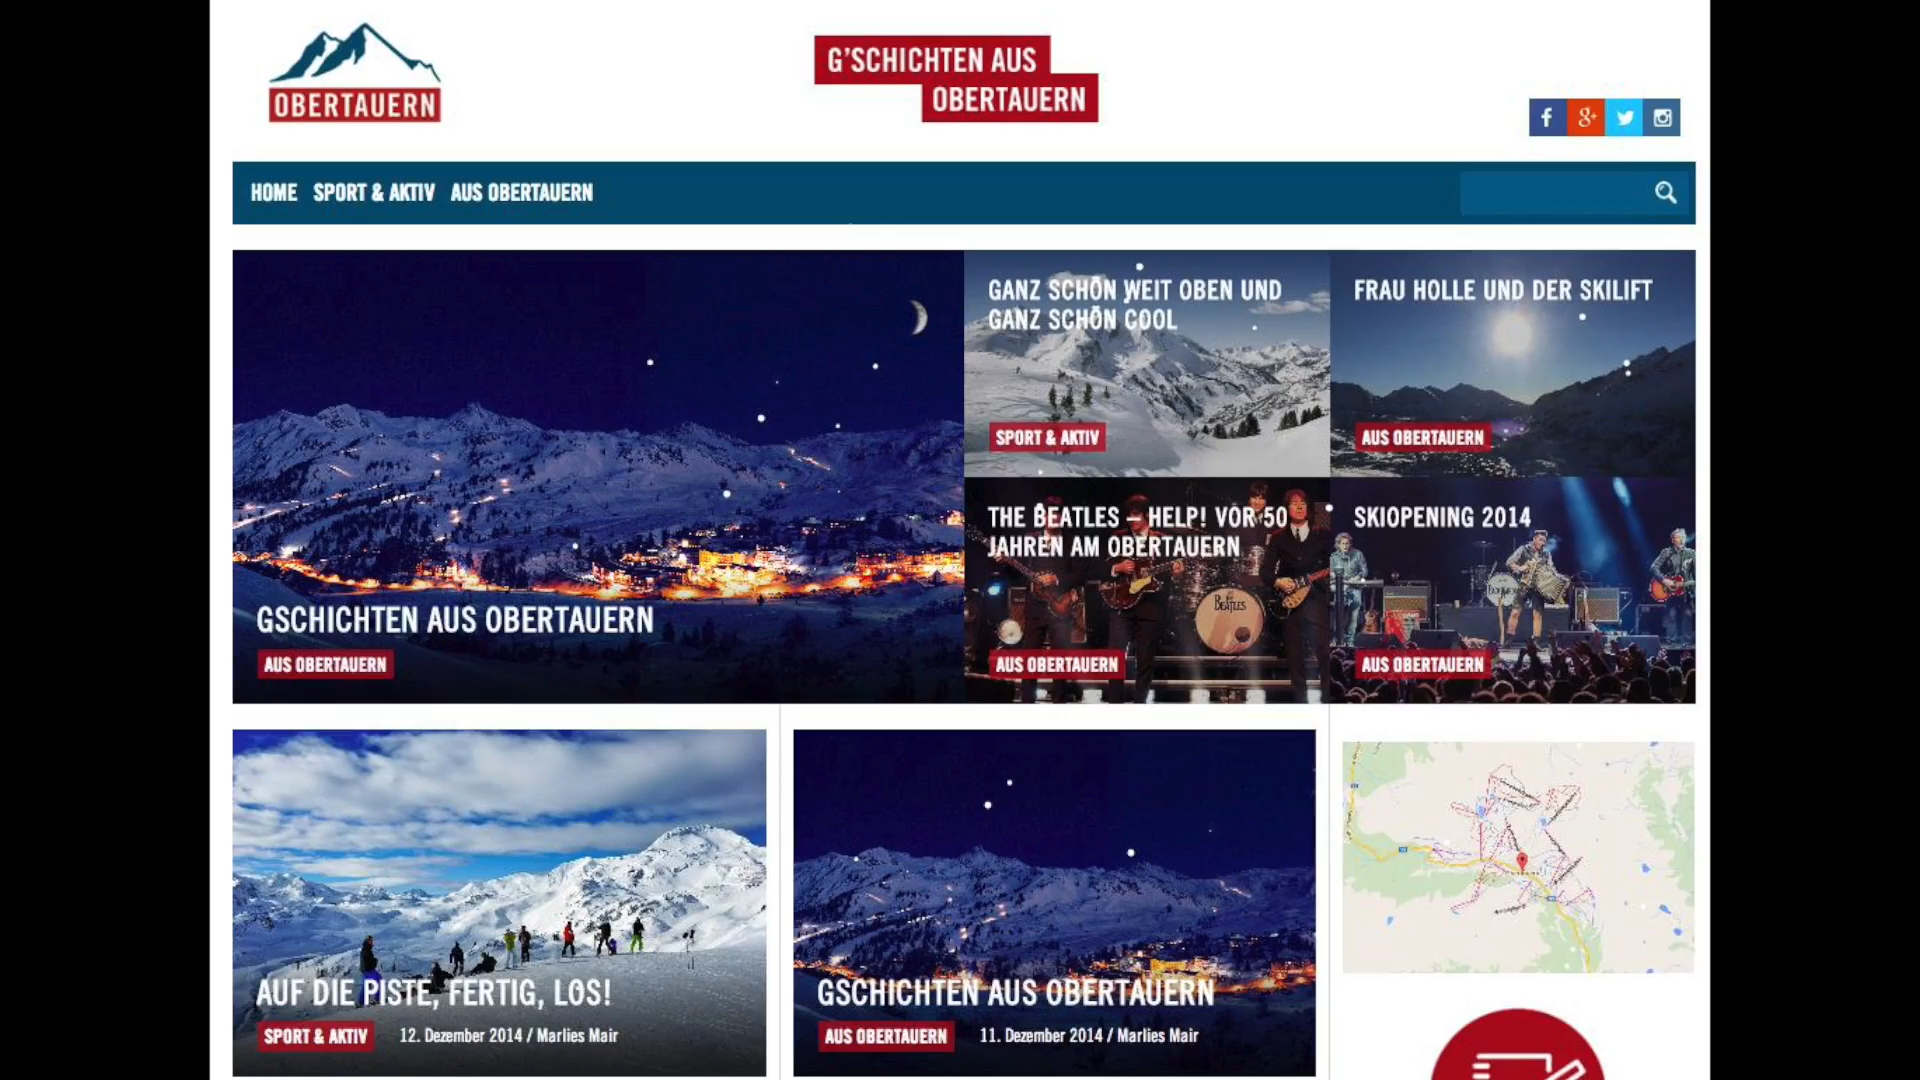 OBERTAUERN
G'SCHICHTEN AUS
OBERTAUERN
HOME SPORT & AKTIV AUS OBERTAUERN
GSCHICHTEN AUS OBERTAUERN
AUS OBERTAUERN
GANZ SCHÖN WEIT OBEN UND
GANZ SCHÖN COOL
SPORT & AKTIV
FRAU HOLLE UND DER SKILIFT
AUS OBERTAUERN
THE BEATLES – HELP! VOR 50
JAHREN AM OBERTAUERN
BEATLES
AUS OBERTAUERN
SKIOPENING 2014
AUS OBERTAUERN
AUF DIE PISTE, FERTIG, LOS!
SPORT & AKTIV 12. Dezember 2014 / Marlies Mair
GSCHICHTEN AUS OBERTAUERN
AUS OBERTAUERN 11. Dezember 2014 / Marlies Mair